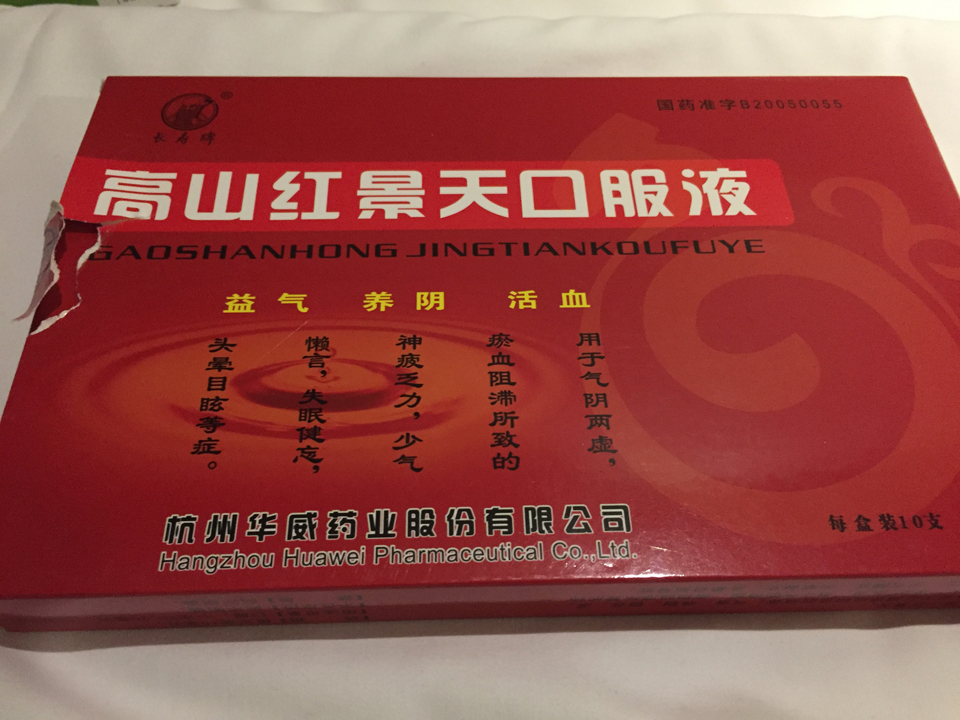 长寿牌
国药准字B20050055
高山红景天口服液
GAOSHANHONG JINGTIANKOUFUYE
益气 养阴 活血
用于气阴两虚，
瘀血阻滞所致的
神疲乏力，少气
懒言，失眠健忘，
头晕目眩等症。
杭州华威药业股份有限公司
Hangzhou Huawei Pharmaceutical Co.,Ltd.
每盒装10支